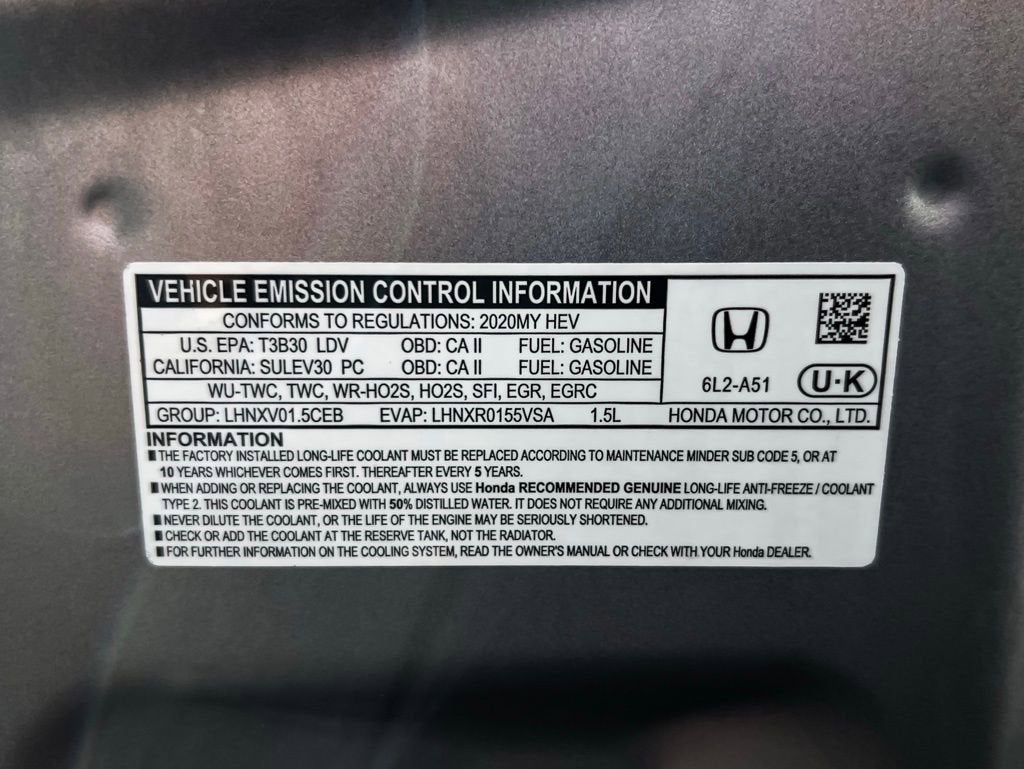 VEHICLE EMISSION CONTROL INFORMATION
CONFORMS TO REGULATIONS: 2020MY HEV
U.S. EPA: T3B30 LDV OBD: CA II FUEL: GASOLINE
CALIFORNIA: SULEV30 PC OBD: CA II FUEL: GASOLINE
WU-TWC, TWC, WR-HO2S, HO2S, SFI, EGR, EGRC
6L2-A51 U·K
GROUP: LHNXV01.5CEB EVAP: LHNXR0155VSA 1.5L HONDA MOTOR CO., LTD.
INFORMATION
THE FACTORY INSTALLED LONG-LIFE COOLANT MUST BE REPLACED ACCORDING TO MAINTENANCE MINDER SUB CODE 5, OR AT
10 YEARS WHICHEVER COMES FIRST. THEREAFTER EVERY 5 YEARS.
WHEN ADDING OR REPLACING THE COOLANT, ALWAYS USE Honda RECOMMENDED GENUINE LONG-LIFE ANTI-FREEZE / COOLANT
TYPE 2. THIS COOLANT IS PRE-MIXED WITH 50% DISTILLED WATER. IT DOES NOT REQUIRE ANY ADDITIONAL MIXING.
NEVER DILUTE THE COOLANT, OR THE LIFE OF THE ENGINE MAY BE SERIOUSLY SHORTENED.
CHECK OR ADD THE COOLANT AT THE RESERVE TANK, NOT THE RADIATOR.
FOR FURTHER INFORMATION ON THE COOLING SYSTEM, READ THE OWNER'S MANUAL OR CHECK WITH YOUR Honda DEALER.